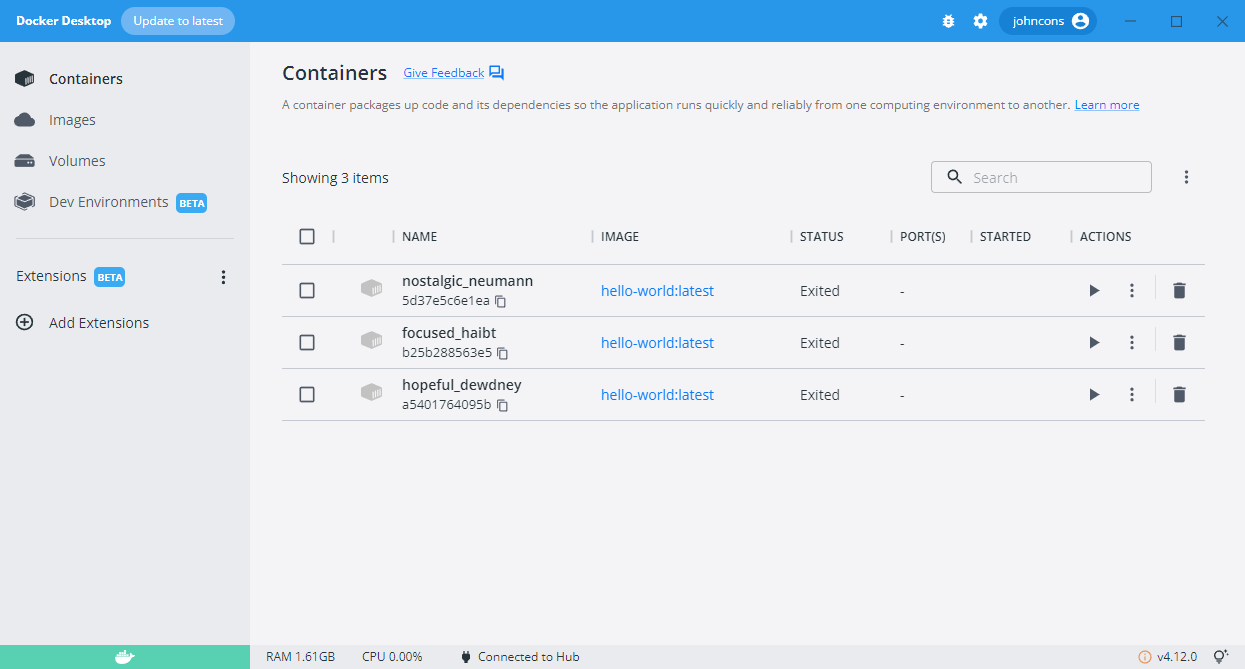 Docker Desktop Update to latest johncons
Containers
Images
Volumes
Dev Environments BETA
Extensions BETA
Add Extensions
Containers Give Feedback
A container packages up code and its dependencies so the application runs quickly and reliably from one computing environment to another. Learn more
Showing 3 items Search
NAME IMAGE STATUS PORT(S) STARTED ACTIONS
nostalgic_neumann
5d37e5c6e1ea
hello-world:latest Exited -
focused_haibt
b25b288563e5
hello-world:latest Exited -
hopeful_dewdney
a5401764095b
hello-world:latest Exited -
RAM 1.61GB CPU 0.00% Connected to Hub v4.12.0